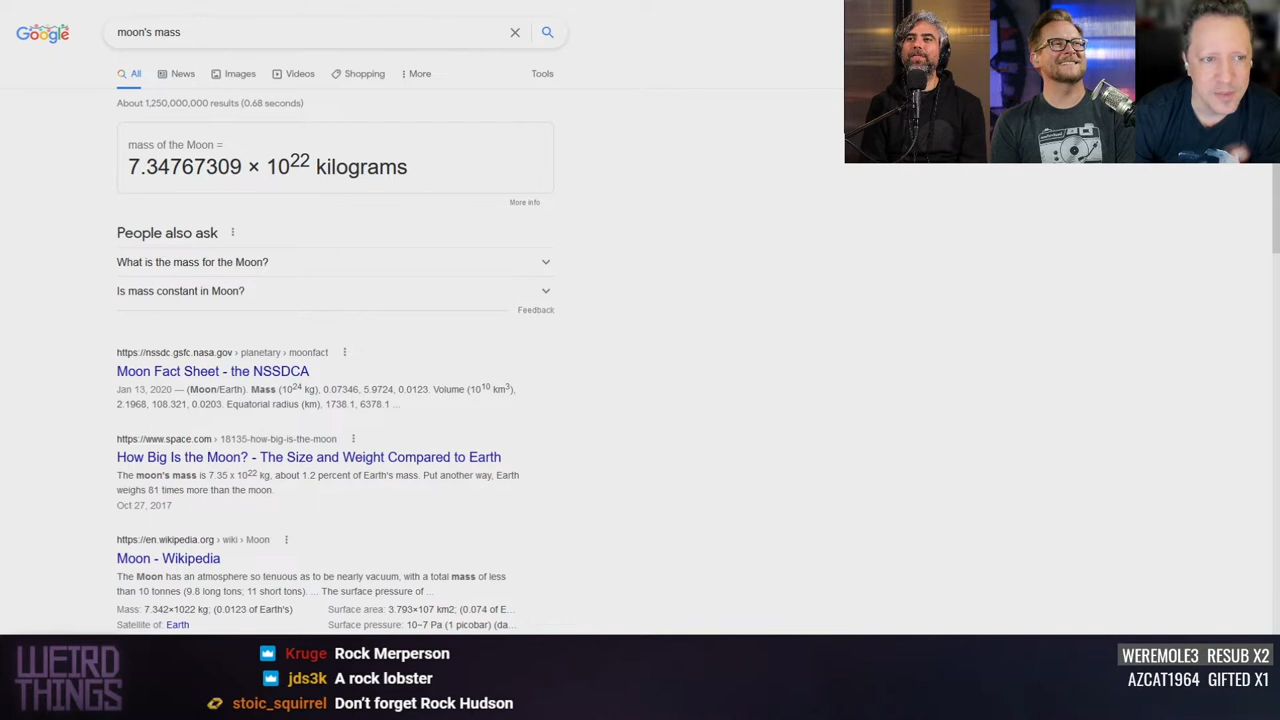 Google
moon's mass
All
News
Images
Videos
Shopping
More
Tools
About 1,250,000,000 results (0.68 seconds)
mass of the Moon =
7.34767309 × 10²² kilograms
More info
People also ask
What is the mass for the Moon?
Is mass constant in Moon?
Feedback
https://nssdc.gsfc.nasa.gov › planetary › moonfact
Moon Fact Sheet - the NSSDCA
Jan 13, 2020 — (Moon/Earth). Mass (10²⁴ kg), 0.07346, 5.9724, 0.0123. Volume (10¹⁰ km³),
2.1968, 108.321, 0.0203. Equatorial radius (km), 1738.1, 6378.1 ...
https://www.space.com › 18135-how-big-is-the-moon
How Big Is the Moon? - The Size and Weight Compared to Earth
The moon's mass is 7.35 x 10²² kg, about 1.2 percent of Earth's mass. Put another way, Earth
weighs 81 times more than the moon.
Oct 27, 2017
https://en.wikipedia.org › wiki › Moon
Moon - Wikipedia
The Moon has an atmosphere so tenuous as to be nearly vacuum, with a total mass of less
than 10 tonnes (9.8 long tons; 11 short tons). ... The surface pressure of ...
Mass: 7.342×1022 kg; (0.0123 of Earth's)
Surface area: 3.793×107 km2; (0.074 of E...
Satellite of: Earth
Surface pressure: 10−7 Pa (1 picobar) (da...
WEIRD
THINGS
Kruge Rock Merperson
jds3k A rock lobster
stoic_squirrel Don't forget Rock Hudson
WEREMOLE3 RESUB X2
AZCAT1964 GIFTED X1